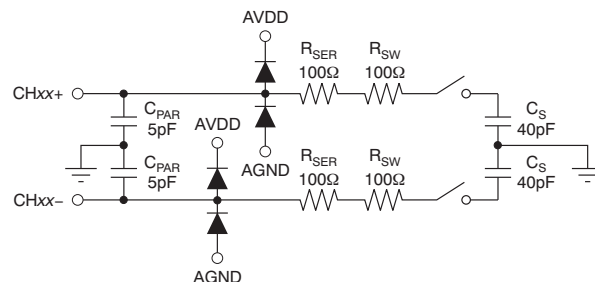 AVDD
R_SER
100Ω
R_SW
100Ω
CHxx+
C_PAR
5pF
AVDD
C_S
40pF
AGND
C_PAR
5pF
R_SER
100Ω
R_SW
100Ω
C_S
40pF
CHxx−
AGND